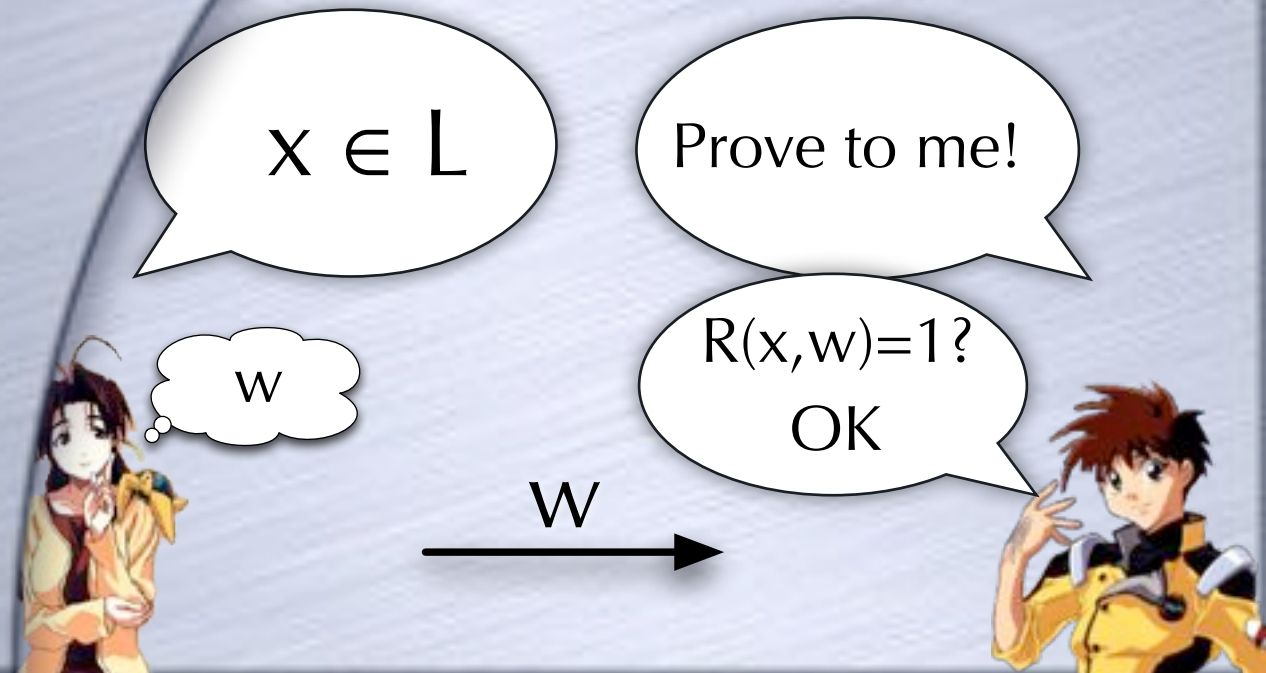 x ∈ L
Prove to me!
w
R(x,w)=1?
OK
w